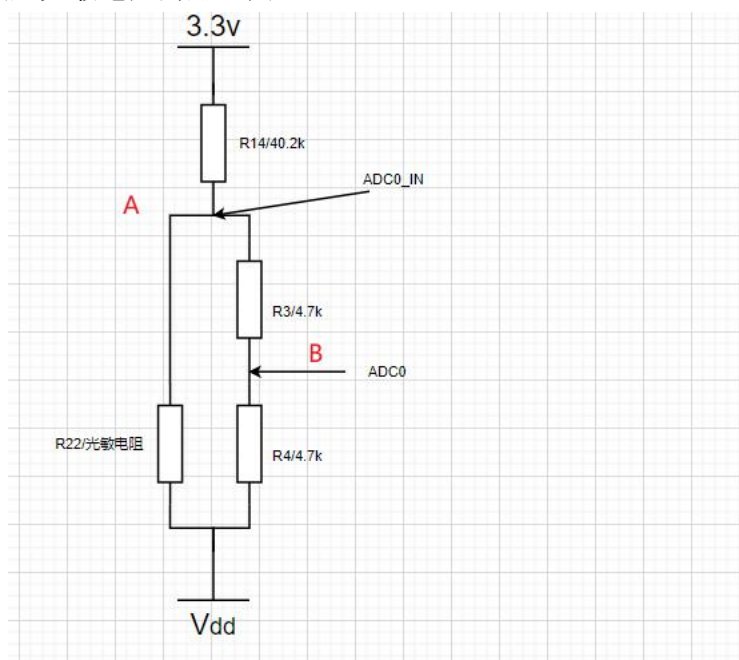 3.3v
R14/40.2k
ADC0_IN
A
R3/4.7k
B
ADC0
R22/光敏电阻
R4/4.7k
Vdd